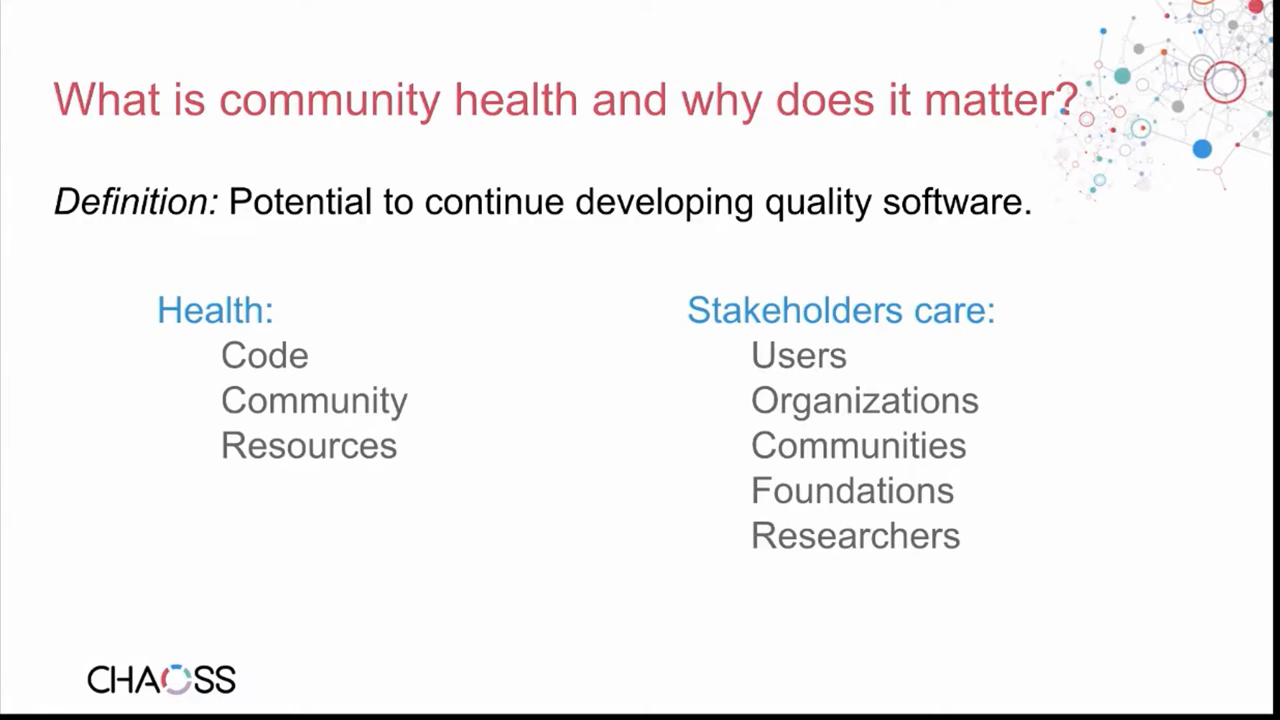 What is community health and why does it matter?
Definition: Potential to continue developing quality software.
Health:
Code
Community
Resources
Stakeholders care:
Users
Organizations
Communities
Foundations
Researchers
CHAOSS